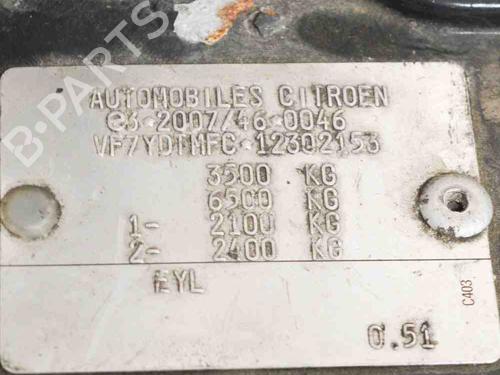 AUTOMOBILES CITROEN
e3*2007/46*0046
VF7YDTMFC*12302153
3500 KG
6500 KG
1- 2100 KG
2- 2400 KG
EYL
0.51
C403